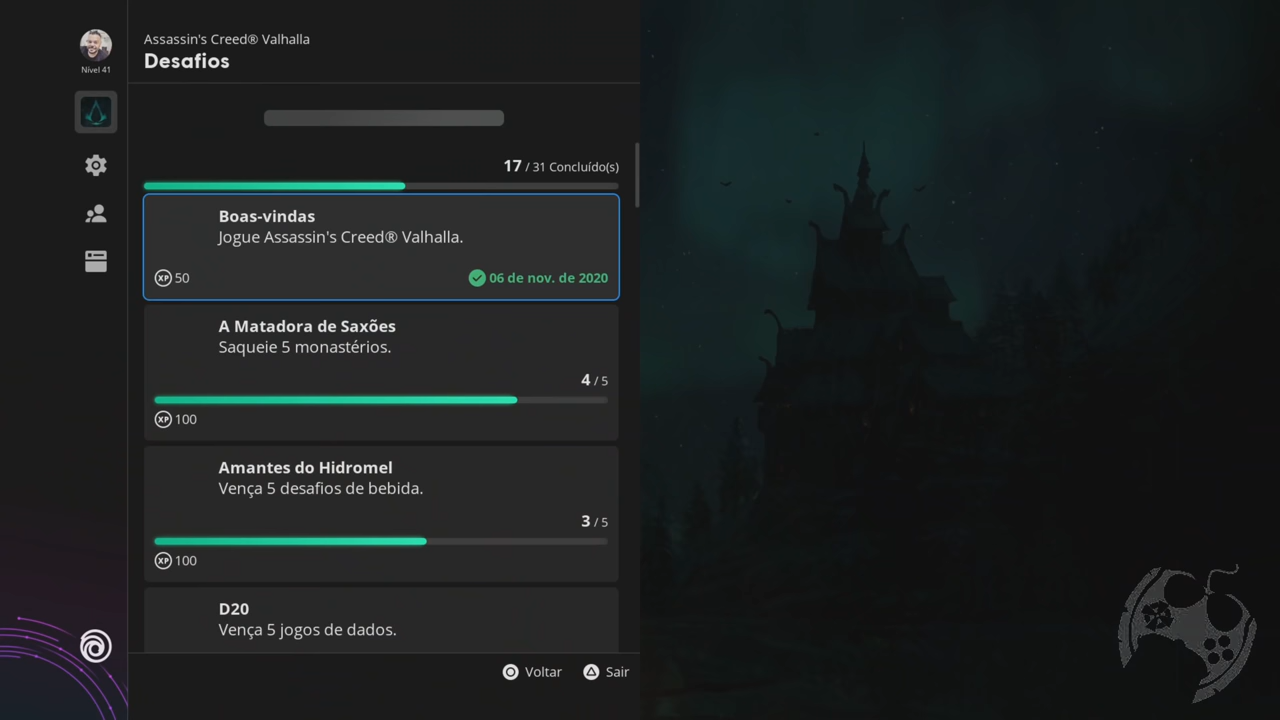 Assassin's Creed® Valhalla
Desafios
Nível 41
17 / 31 Concluído(s)
Boas-vindas
Jogue Assassin's Creed® Valhalla.
XP 50
06 de nov. de 2020
A Matadora de Saxões
Saqueie 5 monastérios.
4 / 5
XP 100
Amantes do Hidromel
Vença 5 desafios de bebida.
3 / 5
XP 100
D20
Vença 5 jogos de dados.
Voltar
Sair